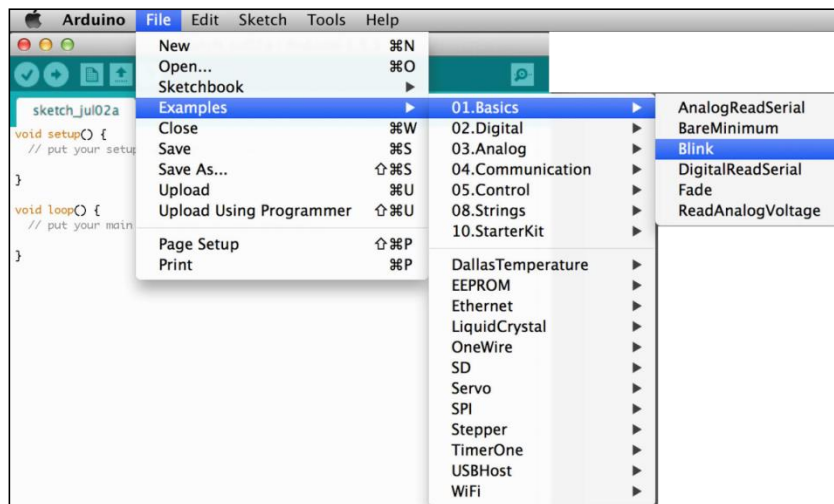 Arduino File Edit Sketch Tools Help
New ⌘N
Open... ⌘O
Sketchbook ▶
Examples ▶
Close ⌘W
Save ⌘S
Save As... ⇧⌘S
Upload ⌘U
Upload Using Programmer ⇧⌘U
Page Setup ⇧⌘P
Print ⌘P
sketch_jul02a
void setup() {
// put your setup
}
void loop() {
// put your main
}
01.Basics ▶
02.Digital ▶
03.Analog ▶
04.Communication ▶
05.Control ▶
08.Strings ▶
10.StarterKit ▶
DallasTemperature ▶
EEPROM ▶
Ethernet ▶
LiquidCrystal ▶
OneWire ▶
SD ▶
Servo ▶
SPI ▶
Stepper ▶
TimerOne ▶
USBHost ▶
WiFi ▶
AnalogReadSerial
BareMinimum
Blink
DigitalReadSerial
Fade
ReadAnalogVoltage